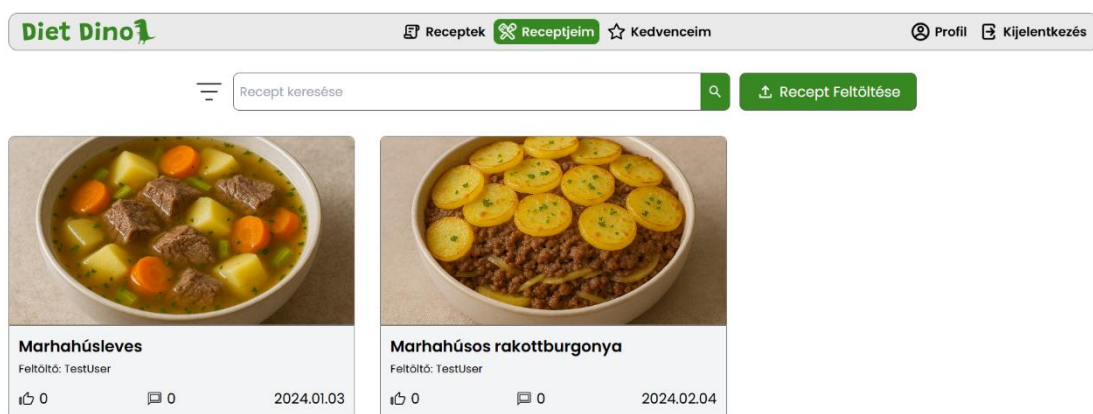 Diet Dino
Receptek Receptjeim Kedvenceim
Profil Kijelentkezés
Recept keresése
Recept Feltöltése
Marhahúsleves
Feltöltő: TestUser
0 0 2024.01.03
Marhahúsos rakottburgonya
Feltöltő: TestUser
0 0 2024.02.04